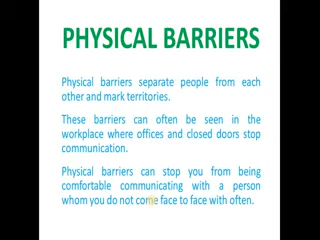 PHYSICAL BARRIERS
Physical barriers separate people from each
other and mark territories.
These barriers can often be seen in the
workplace where offices and closed doors stop
communication.
Physical barriers can stop you from being
comfortable communicating with a person
whom you do not come face to face with often.